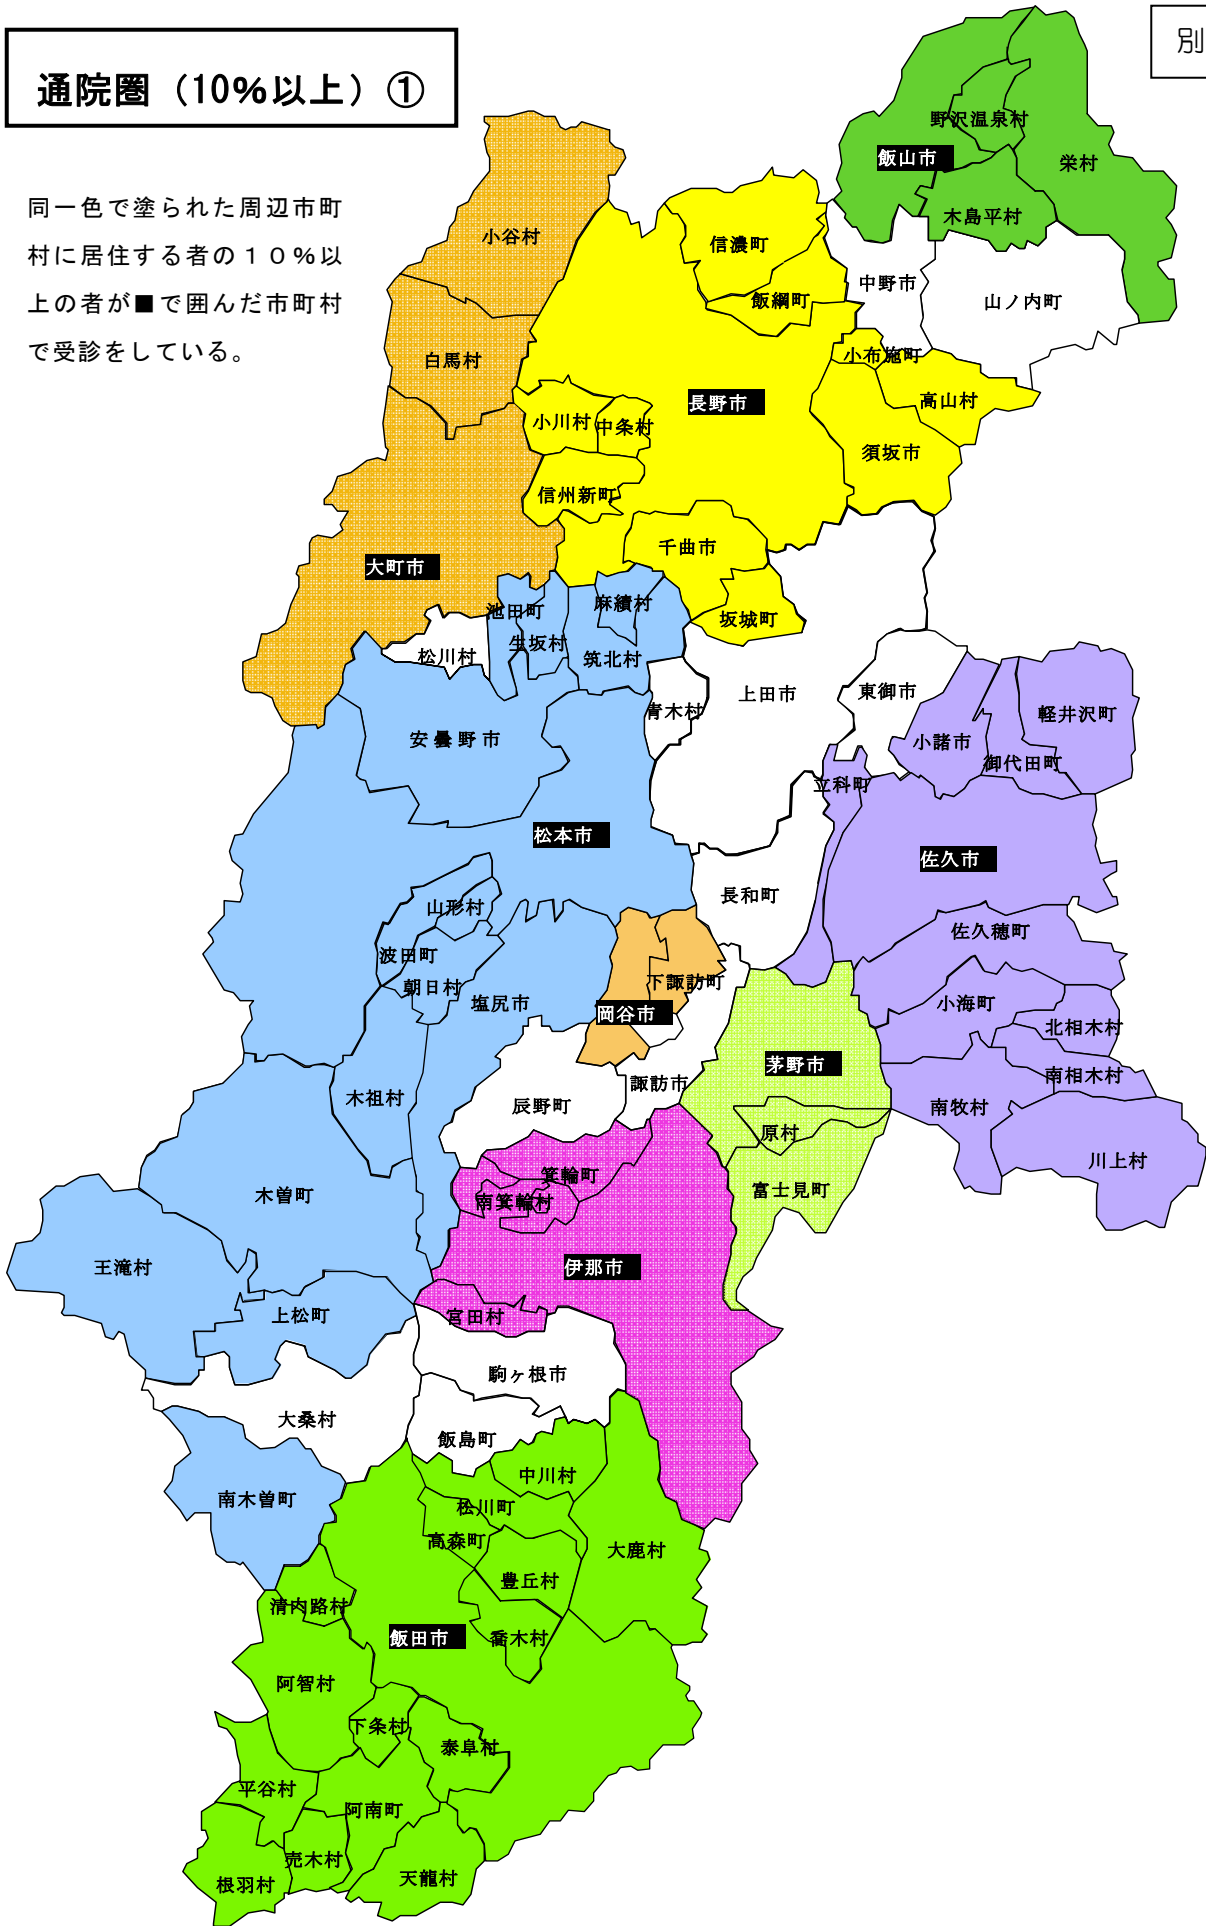 別
通院圏（10％以上）①
同一色で塗られた周辺市町
村に居住する者の１０％以
上の者が■で囲んだ市町村
で受診をしている。
野沢温泉村
飯山市
栄村
木島平村
小谷村
信濃町
中野市
山ノ内町
飯綱町
白馬村
小布施町
長野市
高山村
小川村
中条村
須坂市
信州新町
千曲市
大町市
麻績村
池田町
坂城町
生坂村
松川村
筑北村
上田市
東御市
青木村
軽井沢町
安曇野市
小諸市
御代田町
立科町
松本市
佐久市
長和町
山形村
佐久穂町
波田町
下諏訪町
朝日村
塩尻市
小海町
岡谷市
北相木村
茅野市
南相木村
諏訪市
木祖村
辰野町
南牧村
原村
川上村
箕輪町
木曽町
富士見町
南箕輪村
王滝村
伊那市
上松町
宮田村
駒ヶ根市
大桑村
飯島町
中川村
南木曽町
松川町
高森町
大鹿村
豊丘村
清内路村
飯田市
喬木村
阿智村
下条村
泰阜村
平谷村
阿南町
売木村
天龍村
根羽村